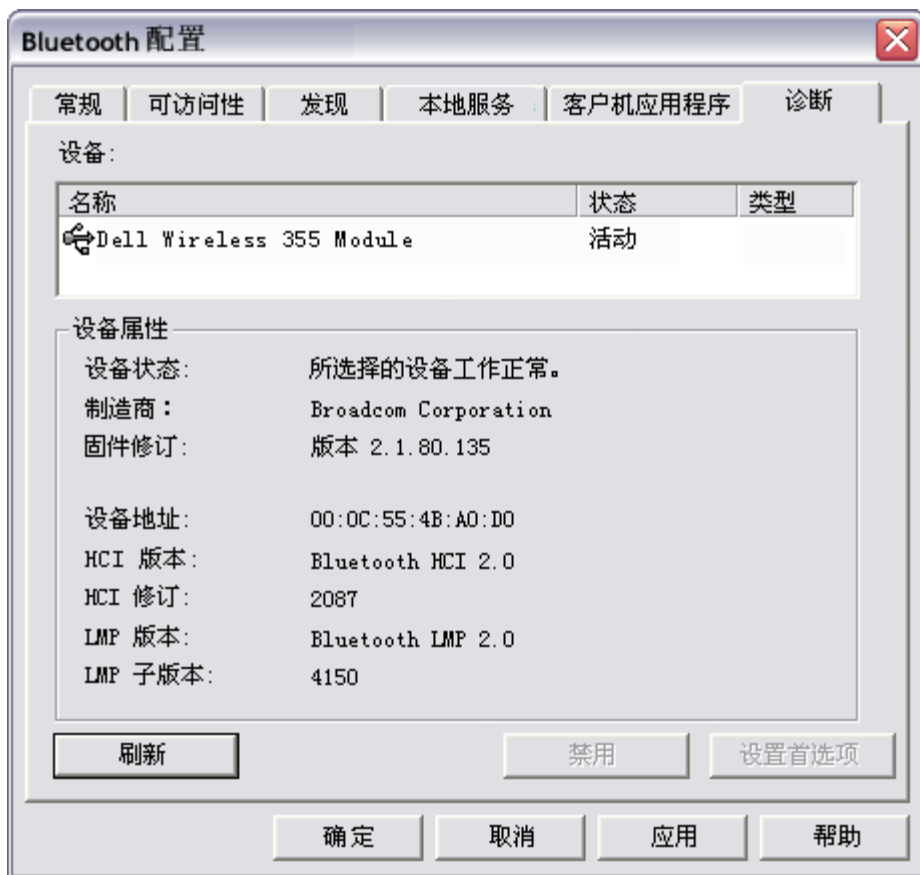 Bluetooth 配置
常规 可访问性 发现 本地服务 客户机应用程序 诊断
设备:
名称 状态 类型
Dell Wireless 355 Module 活动
设备属性
设备状态: 所选择的设备工作正常。
制造商： Broadcom Corporation
固件修订: 版本 2.1.80.135
设备地址: 00:0C:55:4B:A0:D0
HCI 版本: Bluetooth HCI 2.0
HCI 修订: 2087
LMP 版本: Bluetooth LMP 2.0
LMP 子版本: 4150
刷新 禁用 设置首选项
确定 取消 应用 帮助